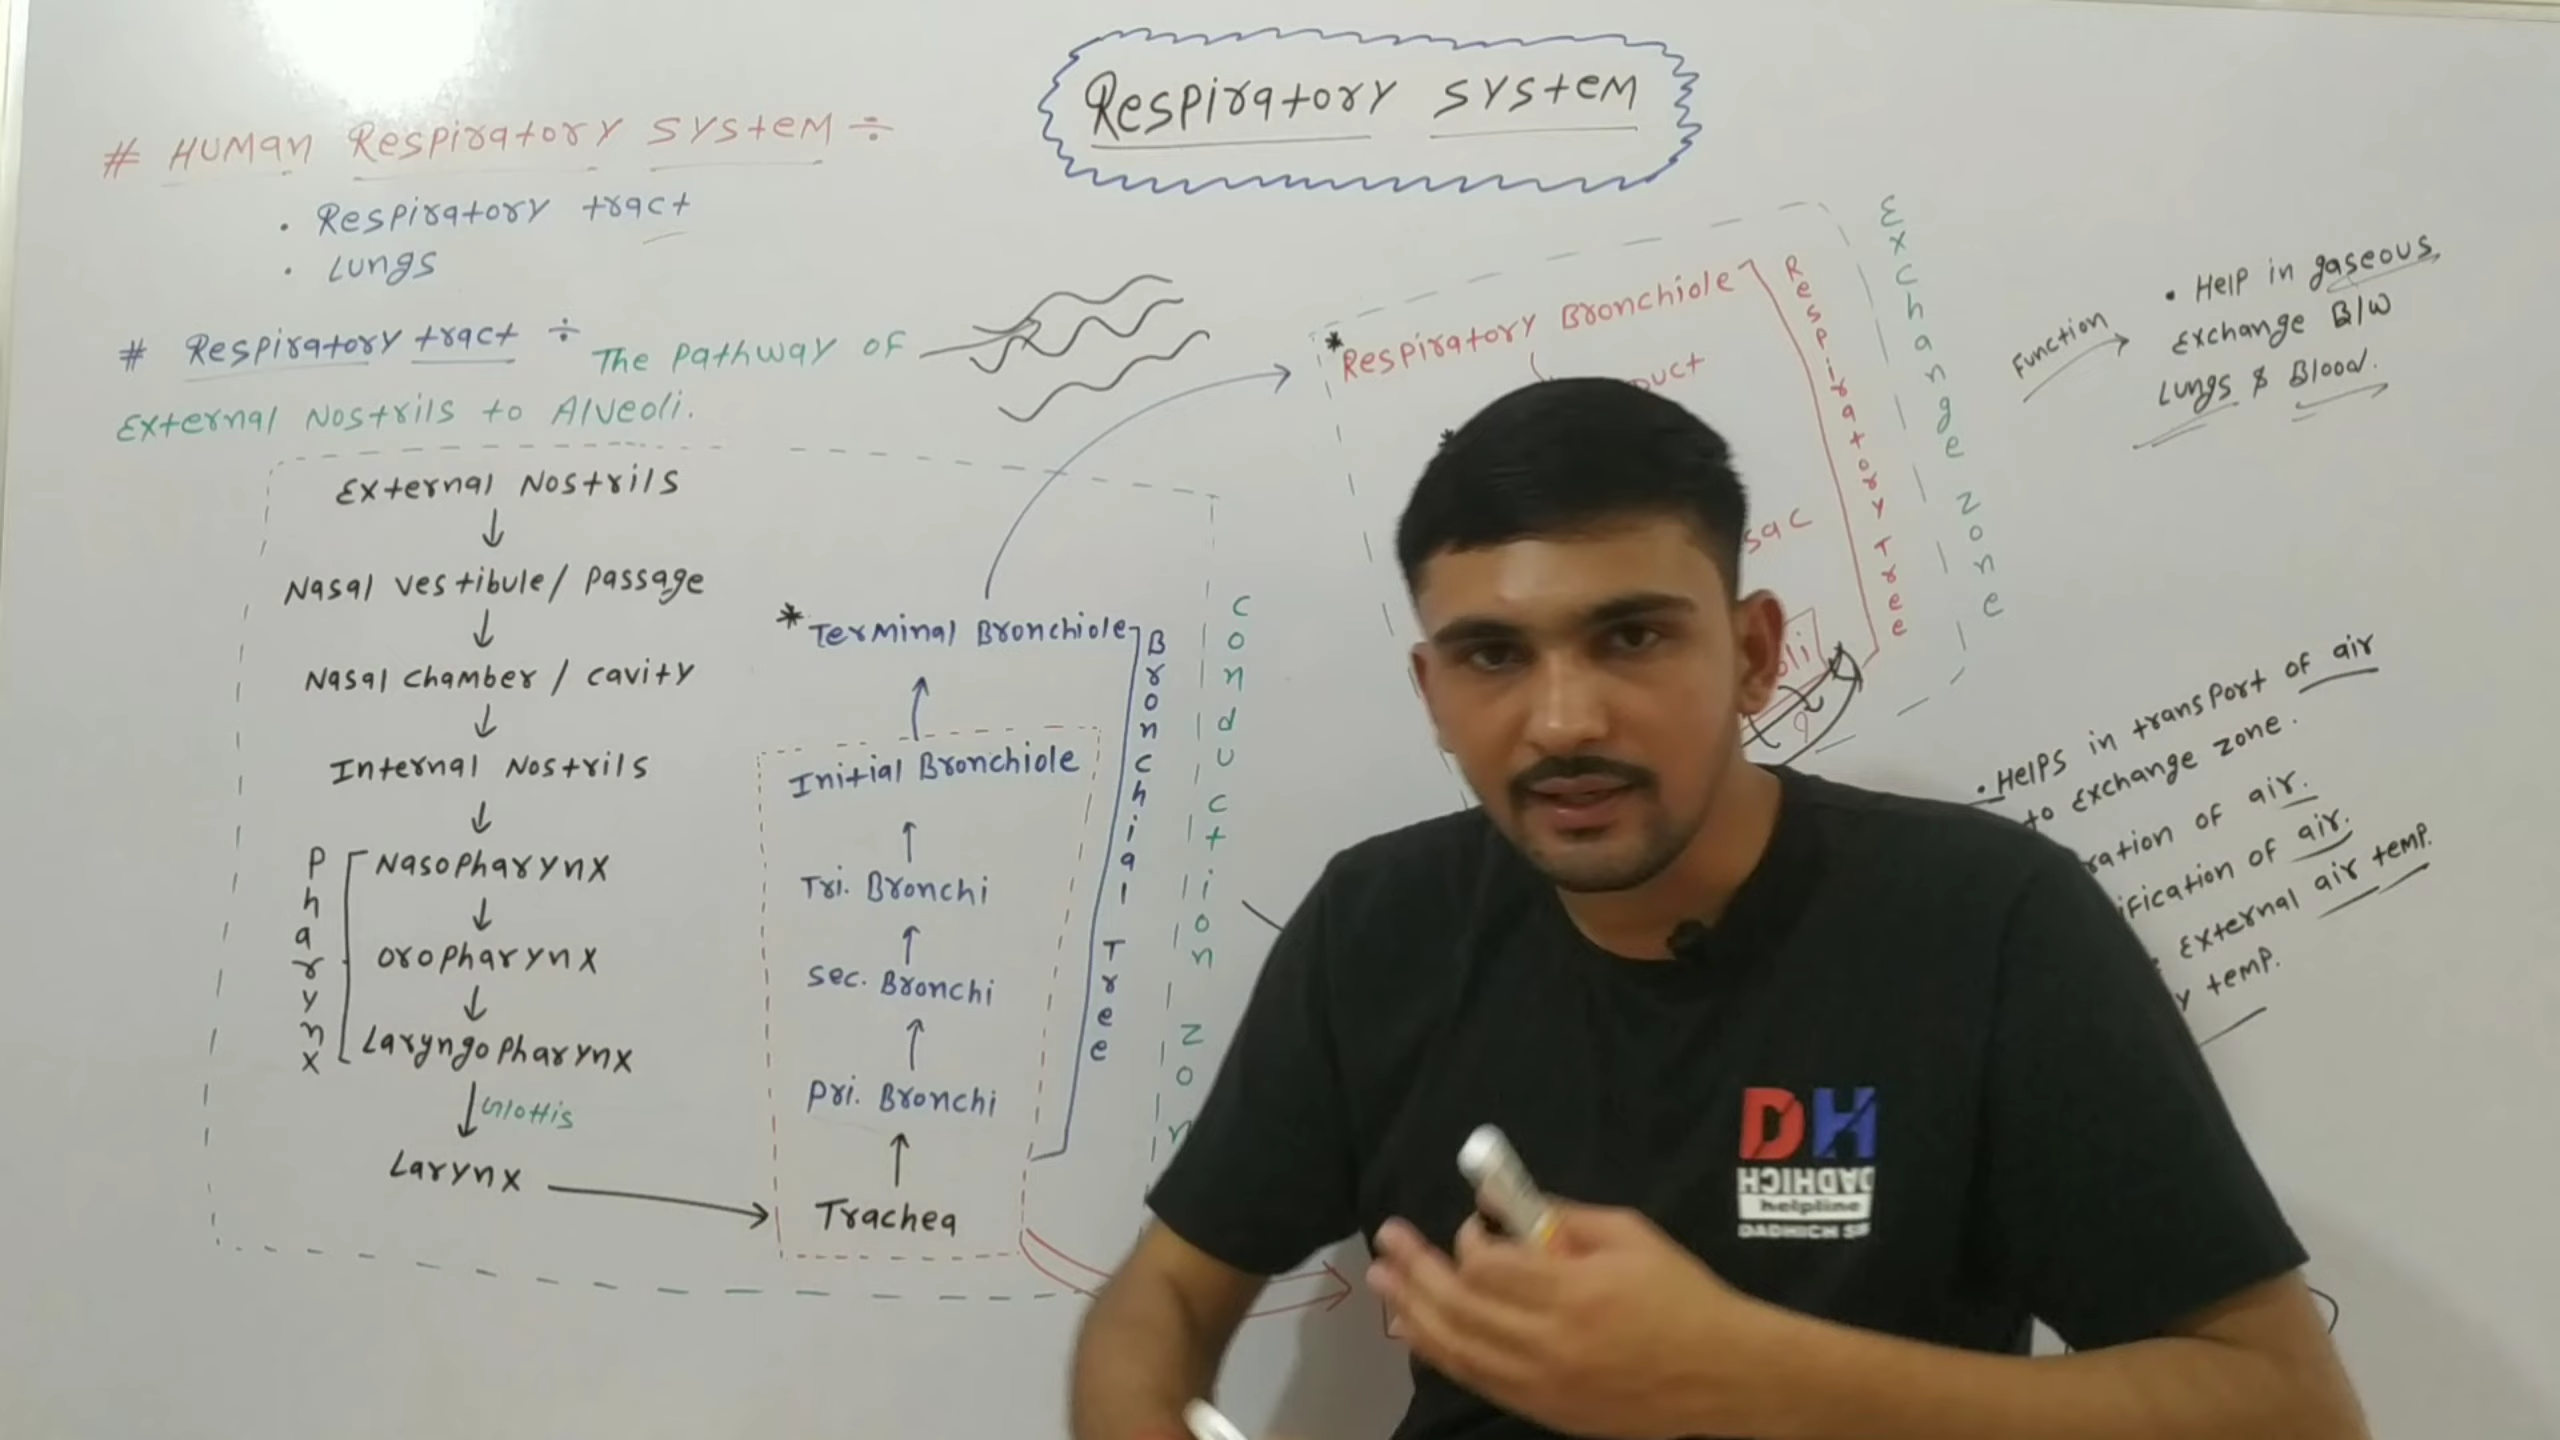 Respiratory system
# Human Respiratory system ÷
• Respiratory tract
• Lungs
# Respiratory tract ÷ The pathway of
External Nostrils to Alveoli.
External Nostrils
↓
Nasal vestibule / passage
↓
Nasal chamber / cavity
↓
Internal Nostrils
↓
Pharynx
Nasopharynx
↓
oropharynx
↓
Laryngopharynx
↓ Glottis
Larynx →
* Terminal Bronchiole
↑
Initial Bronchiole
↑
Tri. Bronchi
↑
Sec. Bronchi
↑
Pri. Bronchi
↑
Trachea
Bronchial Tree
Conduction
* Respiratory Bronchiole
*
sac
Respiratory Tree
Exchange zone
Function →
• Help in gaseous
Exchange B/w
Lungs & Blood.
• Helps in transport of air
to exchange zone.
of air.
of air.
External air temp.
temp.
DH
DADHICH
helpline
DADHICH